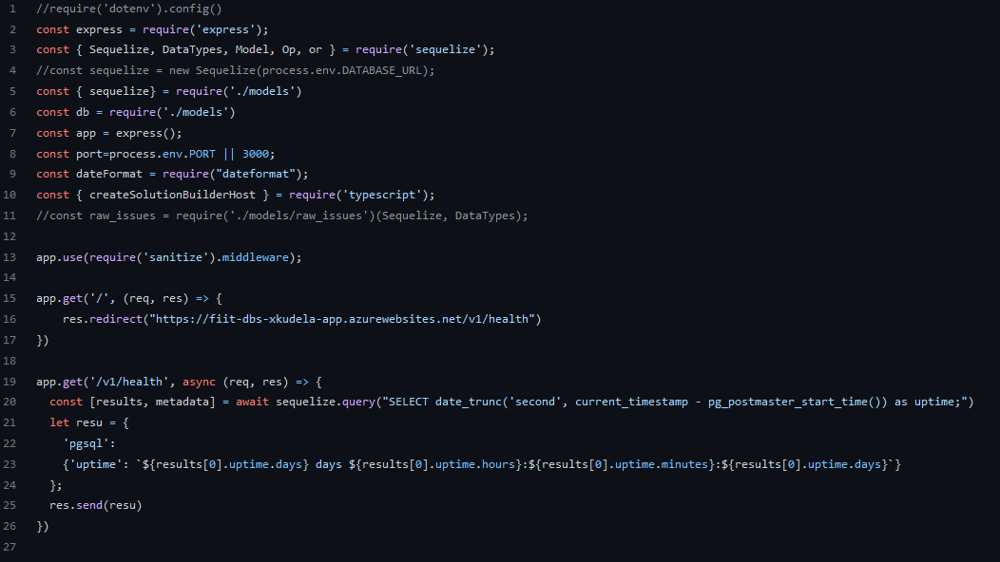 1 //require('dotenv').config()
2 const express = require('express');
3 const { Sequelize, DataTypes, Model, Op, or } = require('sequelize');
4 //const sequelize = new Sequelize(process.env.DATABASE_URL);
5 const { sequelize} = require('./models')
6 const db = require('./models')
7 const app = express();
8 const port=process.env.PORT || 3000;
9 const dateFormat = require("dateformat");
10 const { createSolutionBuilderHost } = require('typescript');
11 //const raw_issues = require('./models/raw_issues')(Sequelize, DataTypes);
12
13 app.use(require('sanitize').middleware);
14
15 app.get('/', (req, res) => {
16     res.redirect("https://fiit-dbs-xkudela-app.azurewebsites.net/v1/health")
17 })
18
19 app.get('/v1/health', async (req, res) => {
20   const [results, metadata] = await sequelize.query("SELECT date_trunc('second', current_timestamp - pg_postmaster_start_time()) as uptime;")
21   let resu = {
22     'pgsql':
23     {'uptime': `${results[0].uptime.days} days ${results[0].uptime.hours}:${results[0].uptime.minutes}:${results[0].uptime.days}`}
24   };
25   res.send(resu)
26 })
27